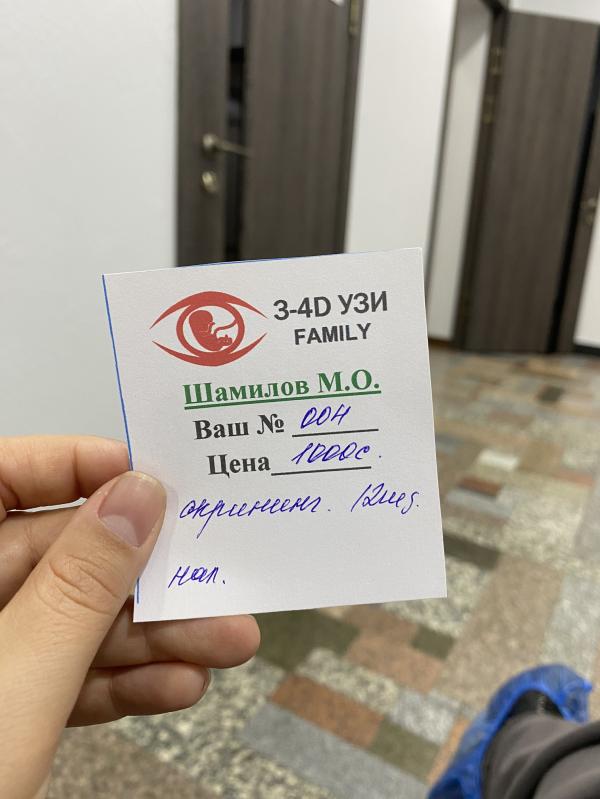 3-4D УЗИ
FAMILY
Шамилов М.О.
Ваш № 004
Цена 1000с.
скрининг. 12нед.
нал.